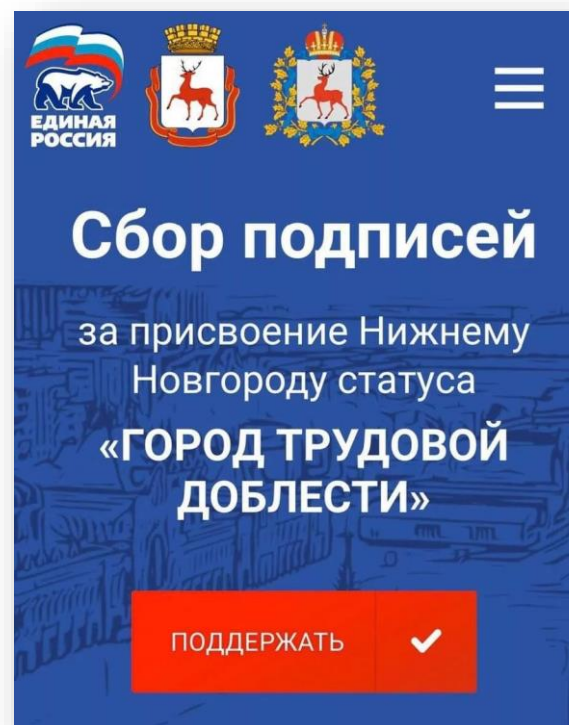 ЕДИНАЯ
РОССИЯ
Сбор подписей
за присвоение Нижнему
Новгороду статуса
«ГОРОД ТРУДОВОЙ
ДОБЛЕСТИ»
ПОДДЕРЖАТЬ